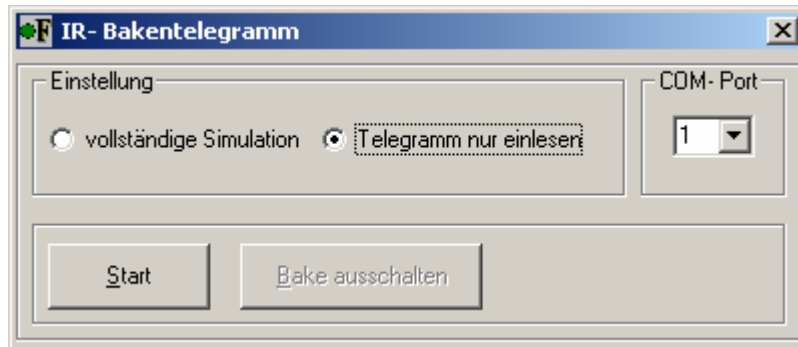 IR- Bakentelegramm
Einstellung
COM- Port
vollständige Simulation Telegramm nur einlesen
1
Start Bake ausschalten